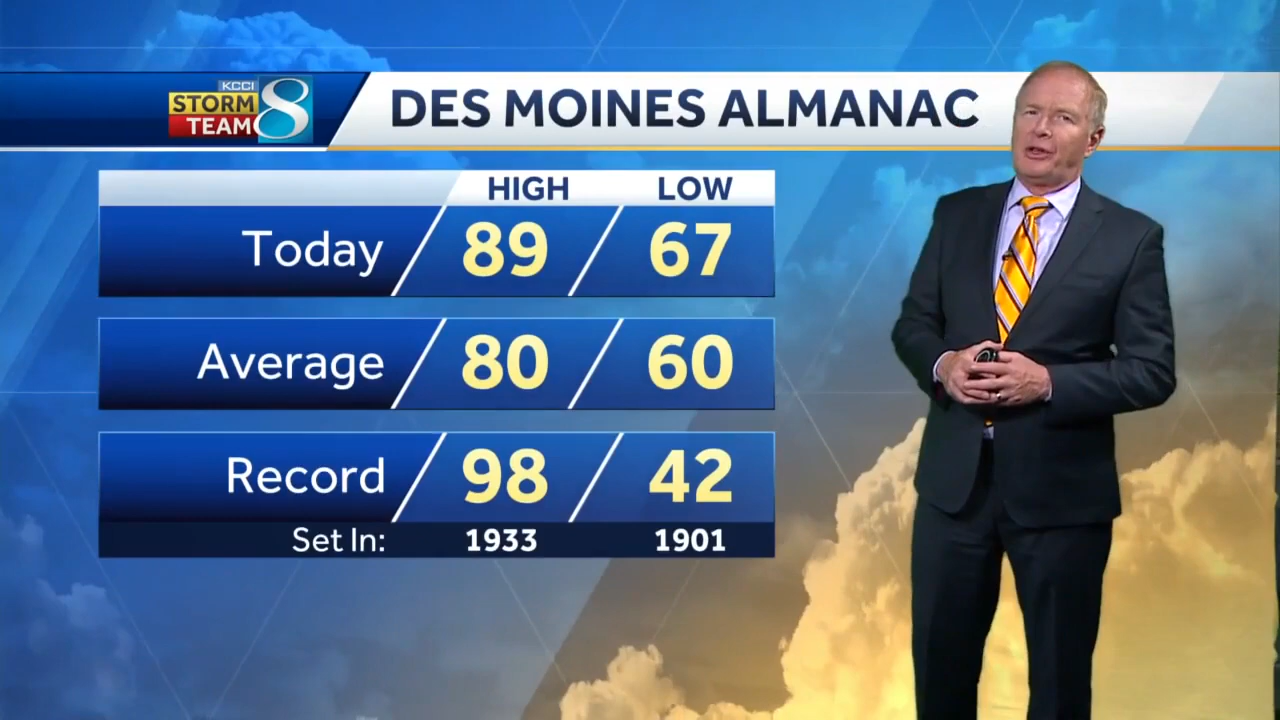 KCCI
STORM
TEAM 8
DES MOINES ALMANAC
HIGH LOW
Today 89 67
Average 80 60
Record 98 42
Set In: 1933 1901